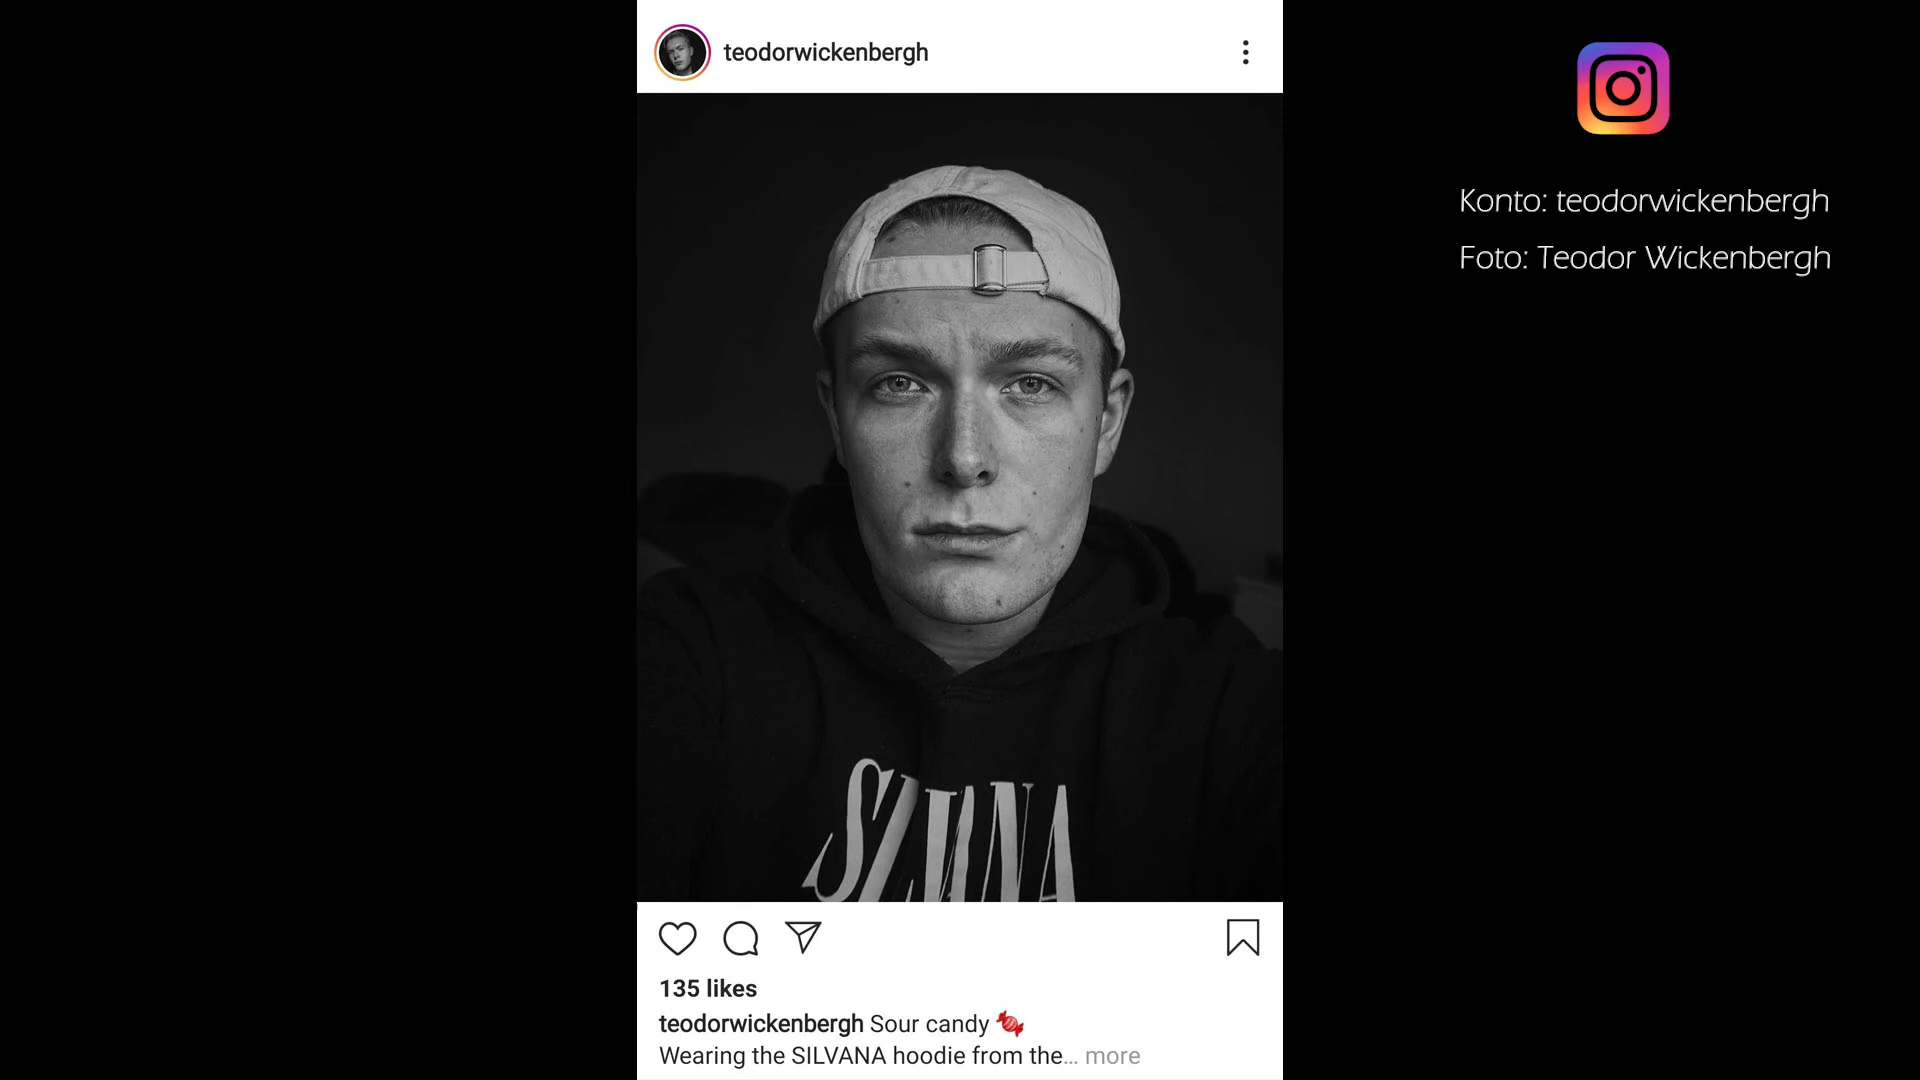 teodorwickenbergh
Konto: teodorwickenbergh
Foto: Teodor Wickenbergh
135 likes
teodorwickenbergh Sour candy 🍬
Wearing the SILVANA hoodie from the... more